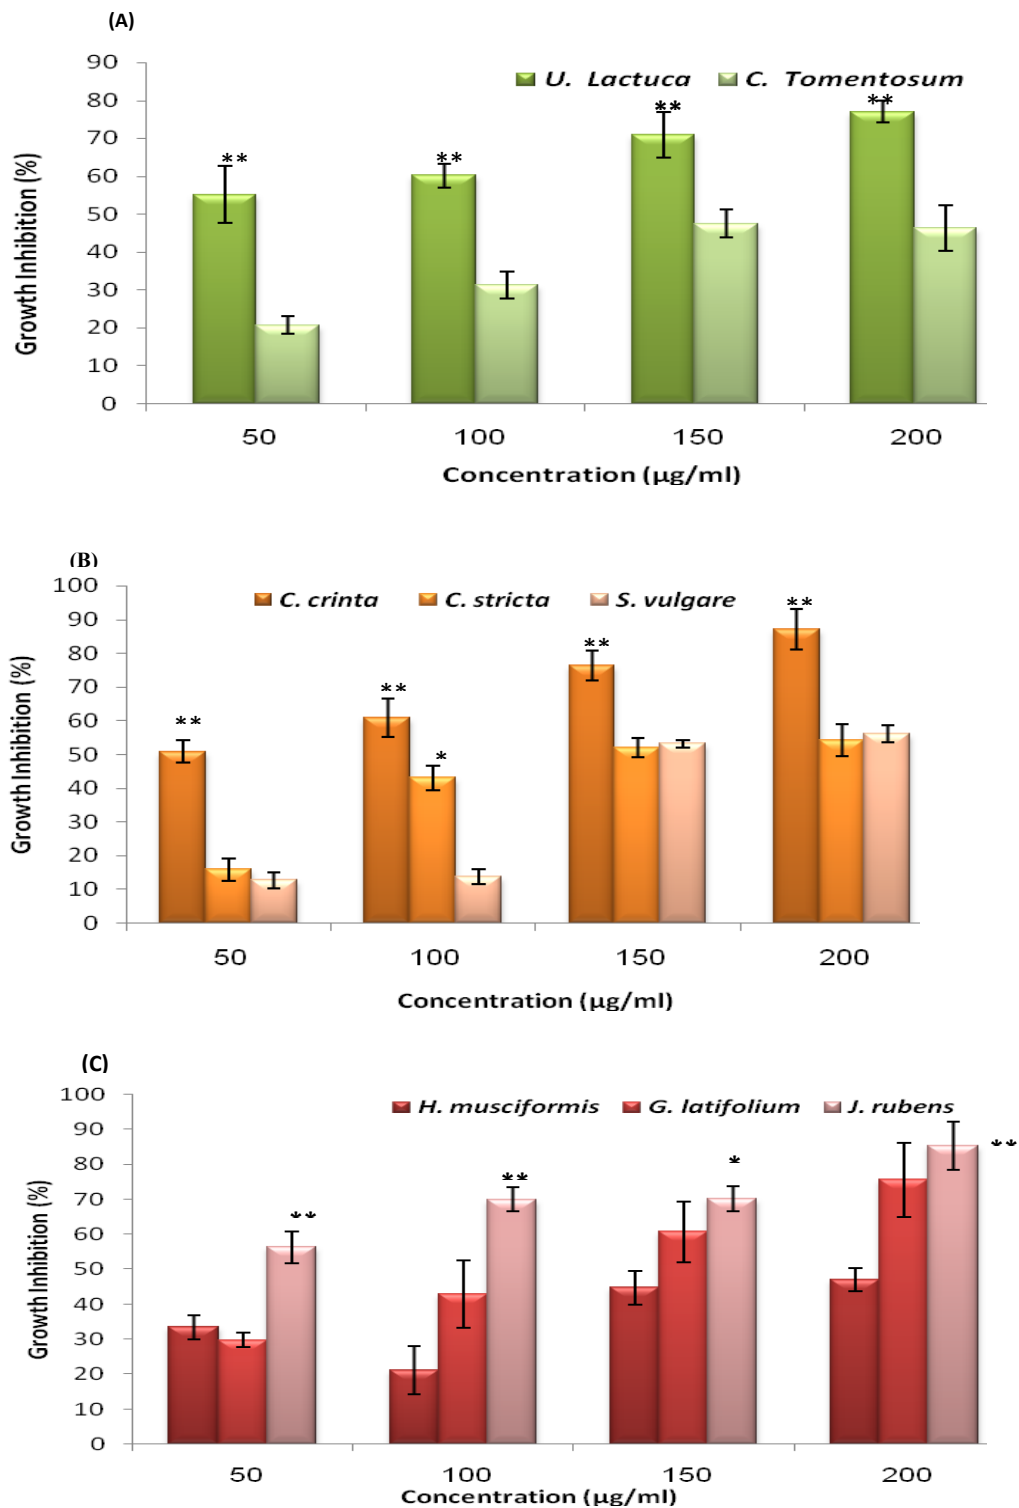 (A)
90
80
70
60
50
40
30
20
10
0
Growth Inhibition (%)
U. Lactuca C. Tomentosum
** ** ** **
50 100 150 200
Concentration (µg/ml)
(B)
100
90
80
70
60
50
40
30
20
10
0
Growth Inhibition (%)
C. crinta C. stricta S. vulgare
** ** * ** **
50 100 150 200
Concentration (µg/ml)
(C)
100
90
80
70
60
50
40
30
20
10
0
Growth Inhibition (%)
H. musciformis G. latifolium J. rubens
** ** * **
50 100 150 200
Concentration (µg/ml)